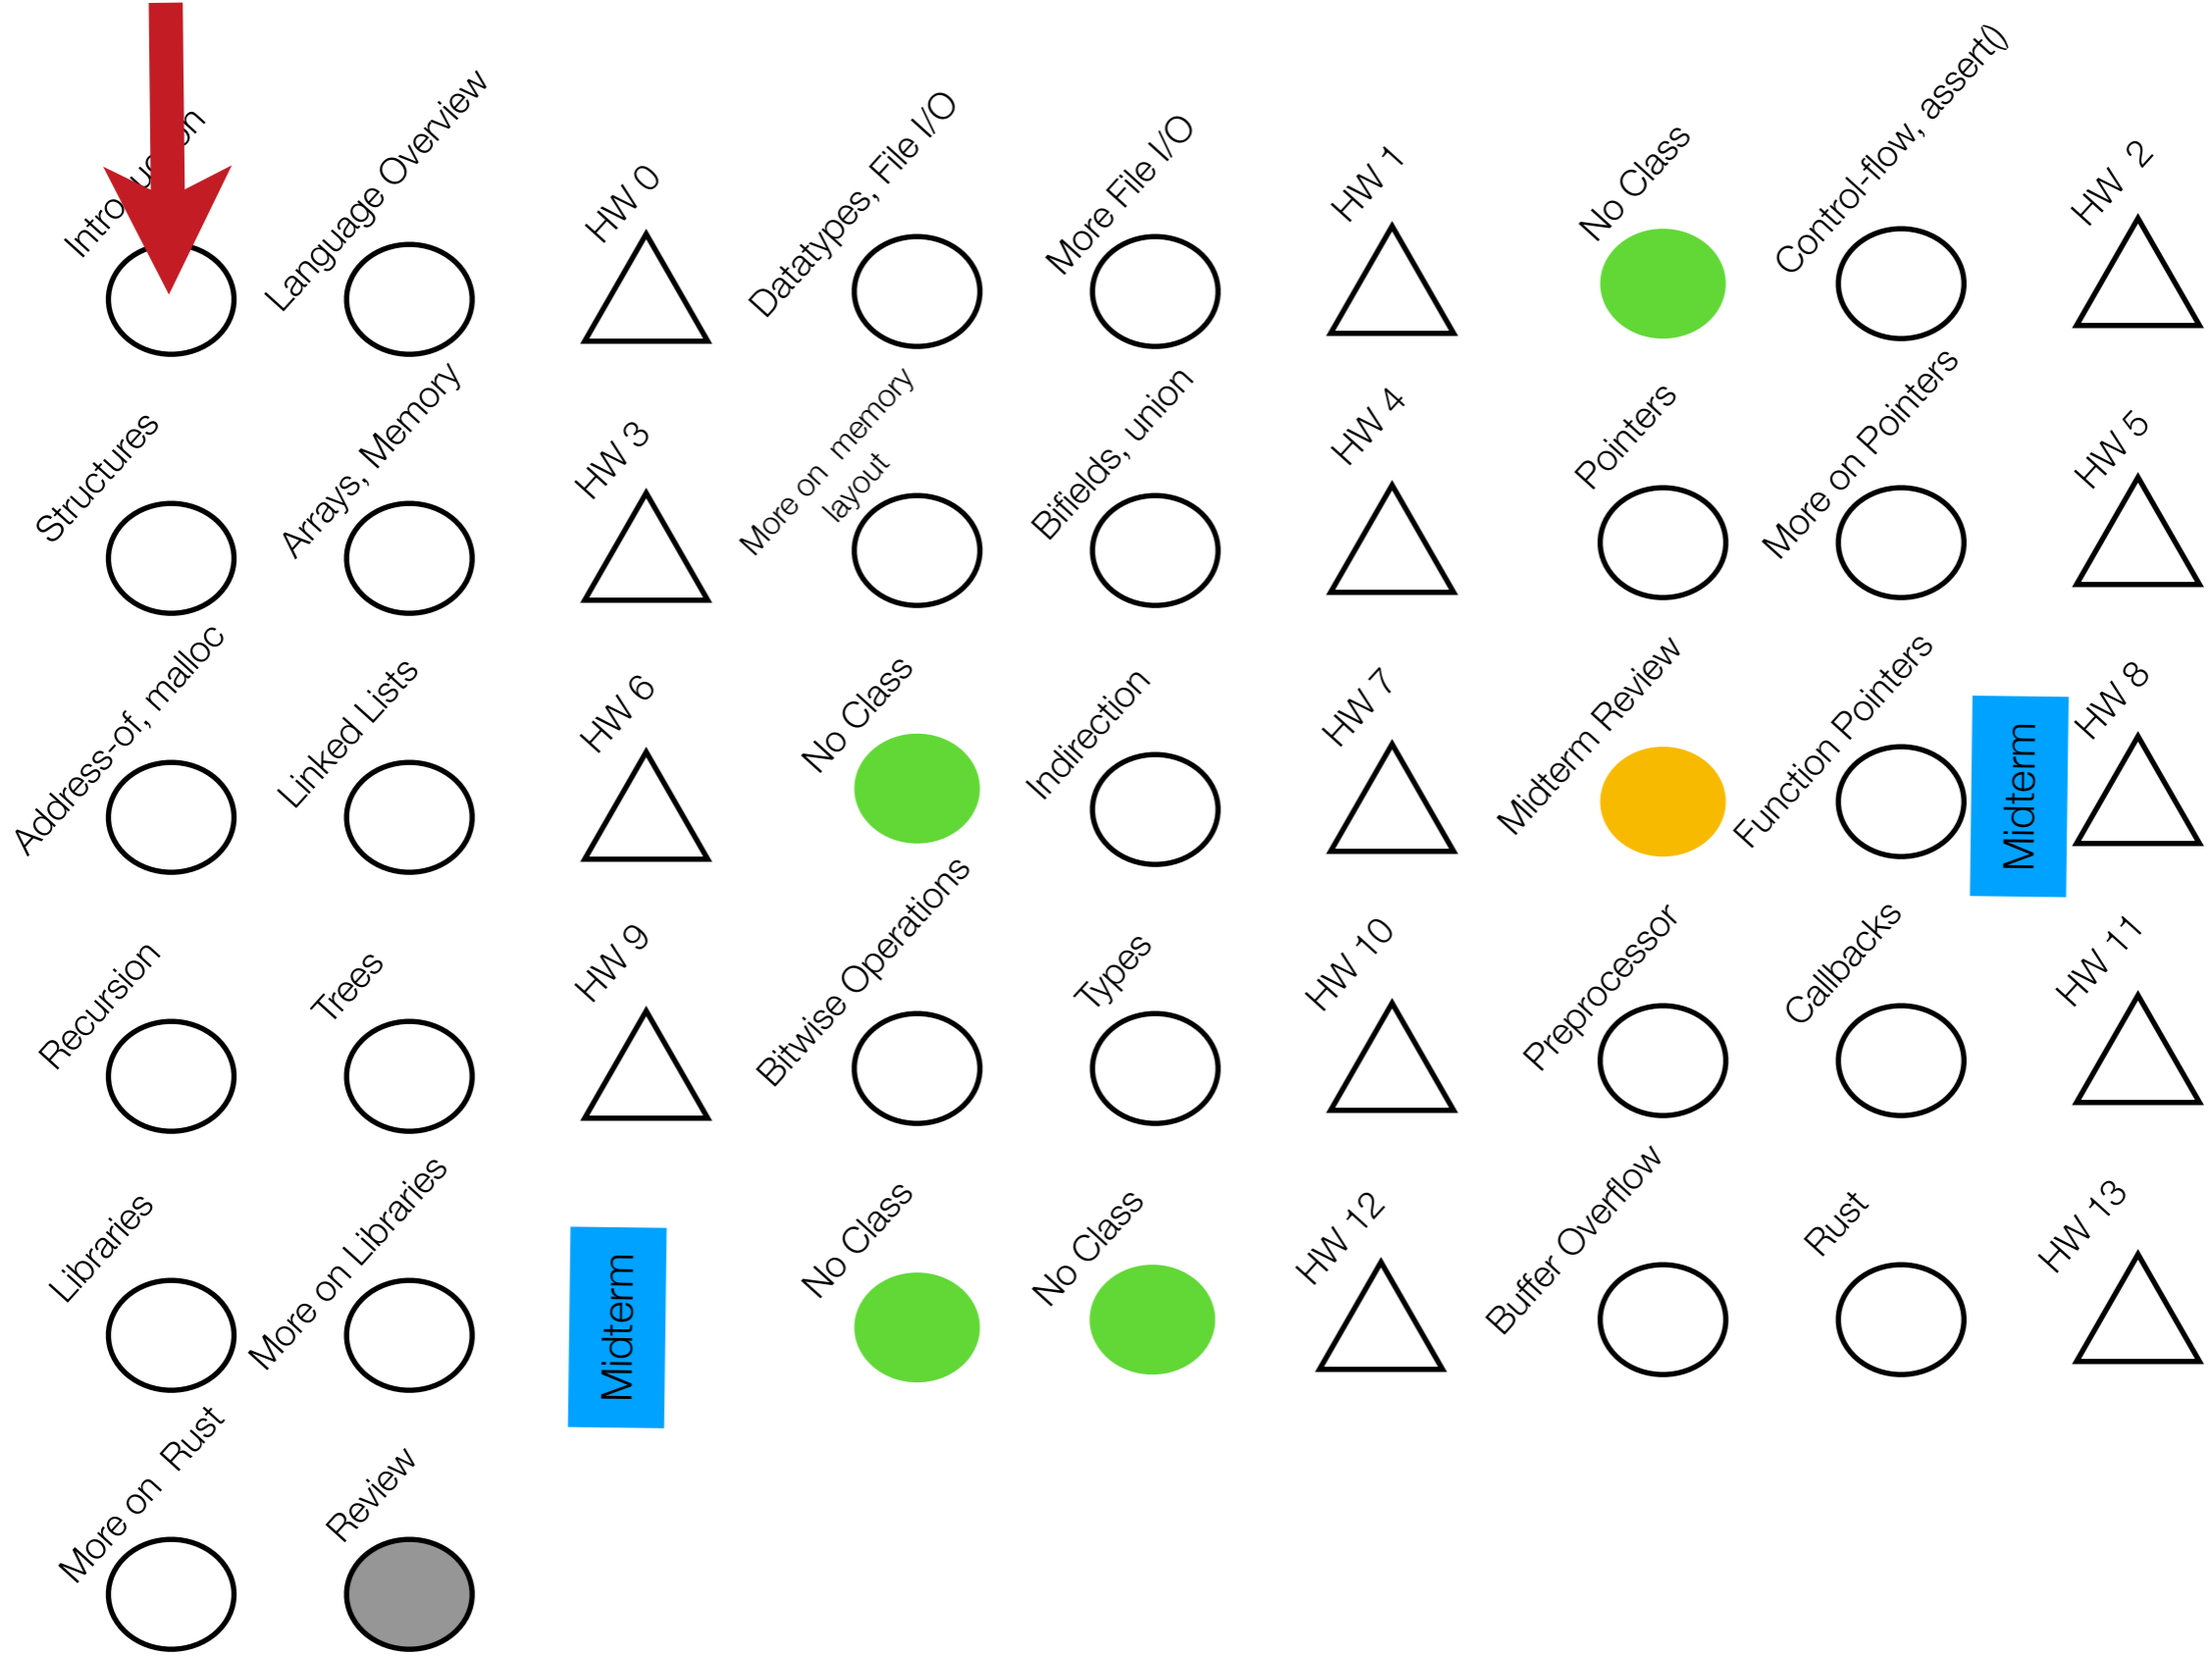 Language Overview
HW 0
Datatypes, File I/O
More File I/O
HW 1
No Class
Control-flow, assert()
HW 2
Structures
Arrays, Memory
HW 3
More on memory
layout
Bifields, union
HW 4
Pointers
More on Pointers
HW 5
Address-of, malloc
Linked Lists
HW 6
No Class
Indirection
HW 7
Midterm Review
Function Pointers
Midterm
HW 8
Recursion
Trees
HW 9
Bitwise Operations
Types
HW 10
Preprocessor
Callbacks
HW 11
Libraries
More on Libraries
Midterm
No Class
No Class
HW 12
Buffer Overflow
Rust
HW 13
More on Rust
Review